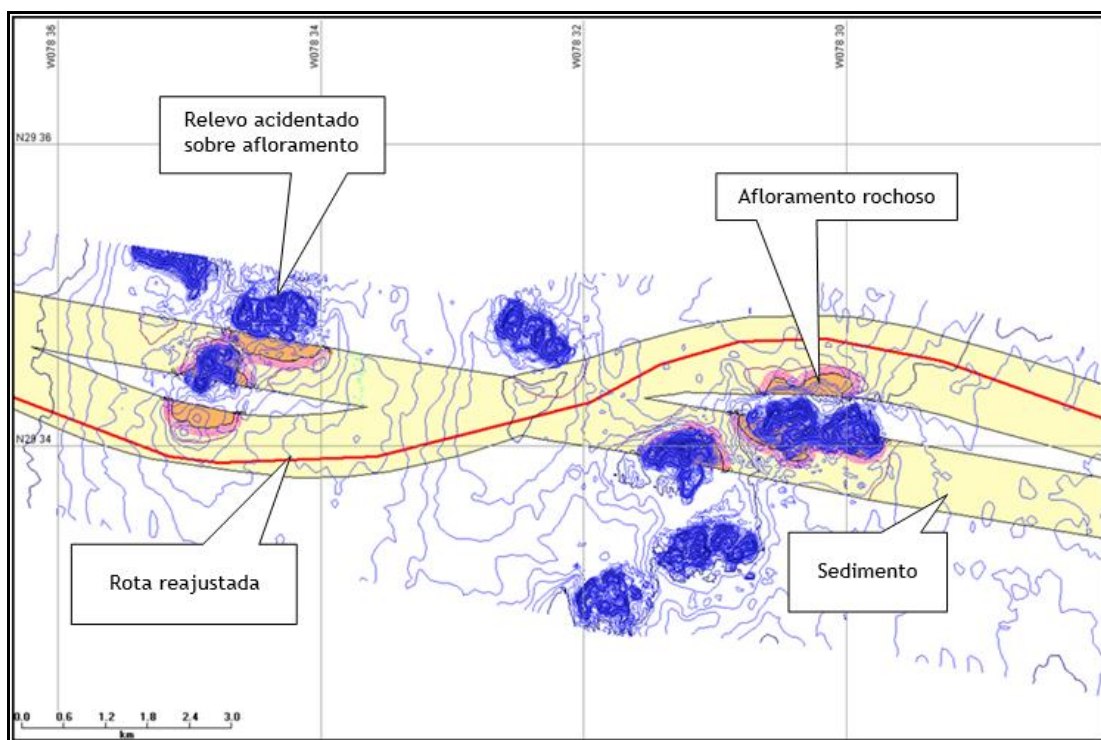 W078 36
W078 34
W078 32
W078 30
Relevo acidentado
sobre afloramento
N29 36
Afloramento rochoso
N29 34
Rota reajustada
Sedimento
0.0 0.6 1.2 1.8 2.4 3.0
km